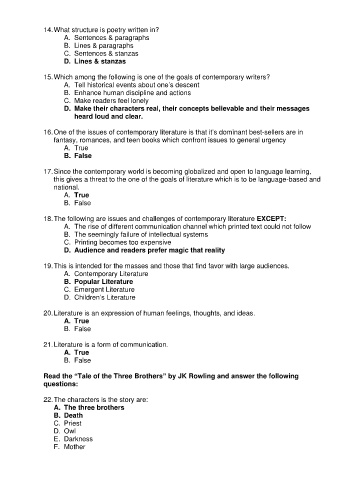 14. What structure is poetry written in?
A. Sentences & paragraphs
B. Lines & paragraphs
C. Sentences & stanzas
D. Lines & stanzas
15. Which among the following is one of the goals of contemporary writers?
A. Tell historical events about one's descent
B. Enhance human discipline and actions
C. Make readers feel lonely
D. Make their characters real, their concepts believable and their messages
heard loud and clear.
16. One of the issues of contemporary literature is that it's dominant best-sellers are in
fantasy, romances, and teen books which confront issues to general urgency
A. True
B. False
17. Since the contemporary world is becoming globalized and open to language learning,
this gives a threat to the one of the goals of literature which is to be language-based and
national.
A. True
B. False
18. The following are issues and challenges of contemporary literature EXCEPT:
A. The rise of different communication channel which printed text could not follow
B. The seemingly failure of intellectual systems
C. Printing becomes too expensive
D. Audience and readers prefer magic that reality
19. This is intended for the masses and those that find favor with large audiences.
A. Contemporary Literature
B. Popular Literature
C. Emergent Literature
D. Children's Literature
20. Literature is an expression of human feelings, thoughts, and ideas.
A. True
B. False
21. Literature is a form of communication.
A. True
B. False
Read the "Tale of the Three Brothers" by JK Rowling and answer the following
questions:
22. The characters is the story are:
A. The three brothers
B. Death
C. Priest
D. Owl
E. Darkness
F. Mother